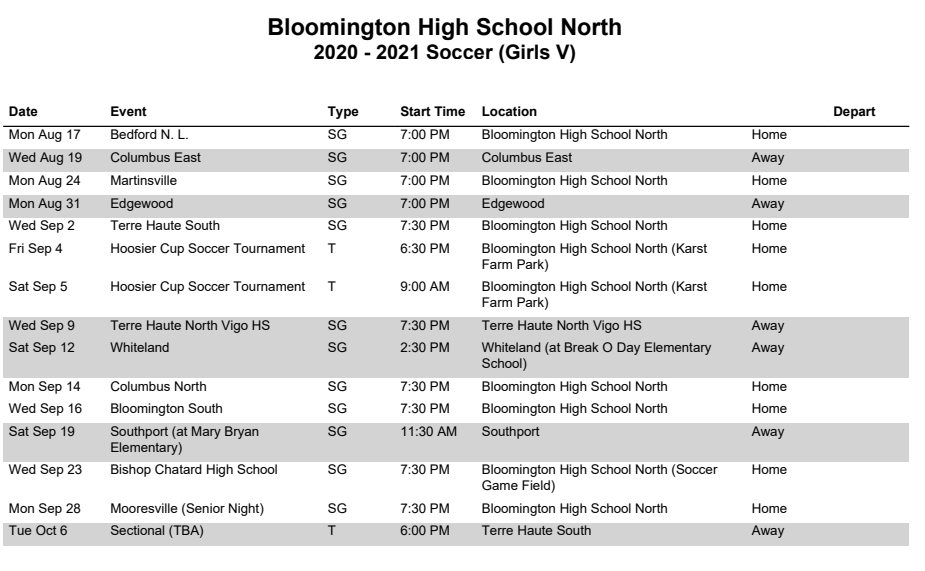 Bloomington High School North
2020 - 2021 Soccer (Girls V)
Date Event Type Start Time Location Depart
Mon Aug 17 Bedford N. L. SG 7:00 PM Bloomington High School North Home
Wed Aug 19 Columbus East SG 7:00 PM Columbus East Away
Mon Aug 24 Martinsville SG 7:00 PM Bloomington High School North Home
Mon Aug 31 Edgewood SG 7:00 PM Edgewood Away
Wed Sep 2 Terre Haute South SG 7:30 PM Bloomington High School North Home
Fri Sep 4 Hoosier Cup Soccer Tournament T 6:30 PM Bloomington High School North (Karst Home
Farm Park)
Sat Sep 5 Hoosier Cup Soccer Tournament T 9:00 AM Bloomington High School North (Karst Home
Farm Park)
Wed Sep 9 Terre Haute North Vigo HS SG 7:30 PM Terre Haute North Vigo HS Away
Sat Sep 12 Whiteland SG 2:30 PM Whiteland (at Break O Day Elementary Away
School)
Mon Sep 14 Columbus North SG 7:30 PM Bloomington High School North Home
Wed Sep 16 Bloomington South SG 7:30 PM Bloomington High School North Home
Sat Sep 19 Southport (at Mary Bryan SG 11:30 AM Southport Away
Elementary)
Wed Sep 23 Bishop Chatard High School SG 7:30 PM Bloomington High School North (Soccer Home
Game Field)
Mon Sep 28 Mooresville (Senior Night) SG 7:30 PM Bloomington High School North Home
Tue Oct 6 Sectional (TBA) T 6:00 PM Terre Haute South Away